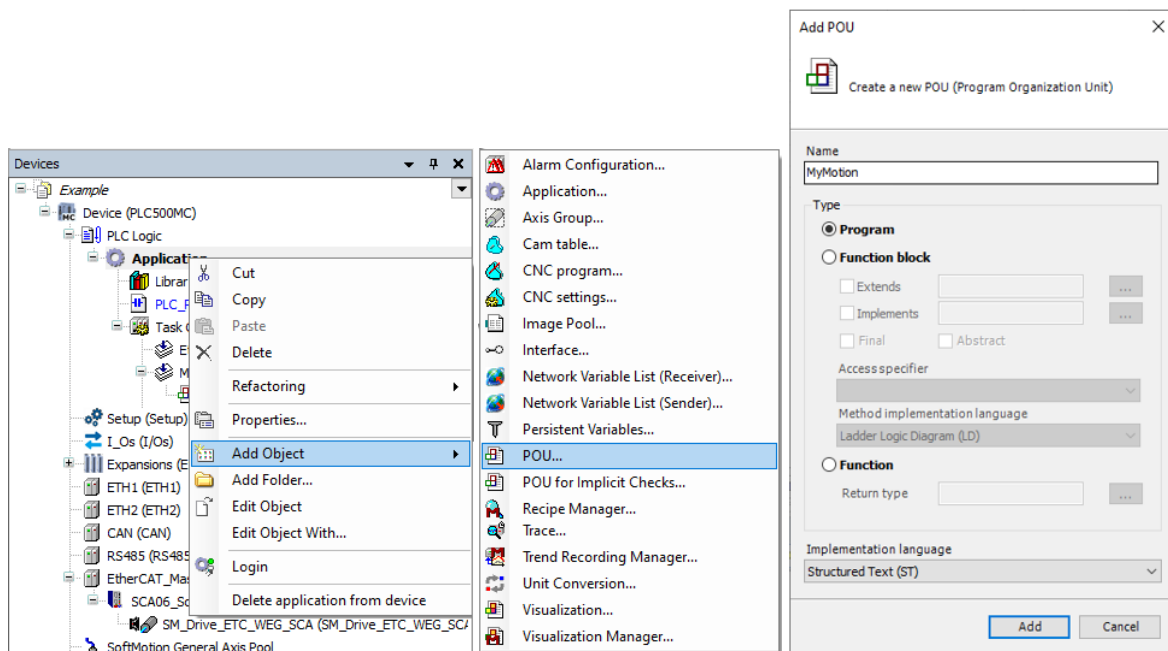 Devices
Example
Device (PLC500MC)
PLC Logic
Application
Librar
PLC_P
Task C
E
M
Setup (Setup)
I_Os (I/Os)
Expansions (E
ETH1 (ETH1)
ETH2 (ETH2)
CAN (CAN)
RS485 (RS485
EtherCAT_Mas
SCA06_So
SM_Drive_ETC_WEG_SCA (SM_Drive_ETC_WEG_SCA
SoftMotion General Axis Pool
Cut
Copy
Paste
Delete
Refactoring
Properties...
Add Object
Add Folder...
Edit Object
Edit Object With...
Login
Delete application from device
Alarm Configuration...
Application...
Axis Group...
Cam table...
CNC program...
CNC settings...
Image Pool...
Interface...
Network Variable List (Receiver)...
Network Variable List (Sender)...
Persistent Variables...
POU...
POU for Implicit Checks...
Recipe Manager...
Trace...
Trend Recording Manager...
Unit Conversion...
Visualization...
Visualization Manager...
Add POU
Create a new POU (Program Organization Unit)
Name
MyMotion
Type
Program
Function block
Extends ...
Implements ...
Final Abstract
Access specifier
Method implementation language
Ladder Logic Diagram (LD)
Function
Return type ...
Implementation language
Structured Text (ST)
Add Cancel